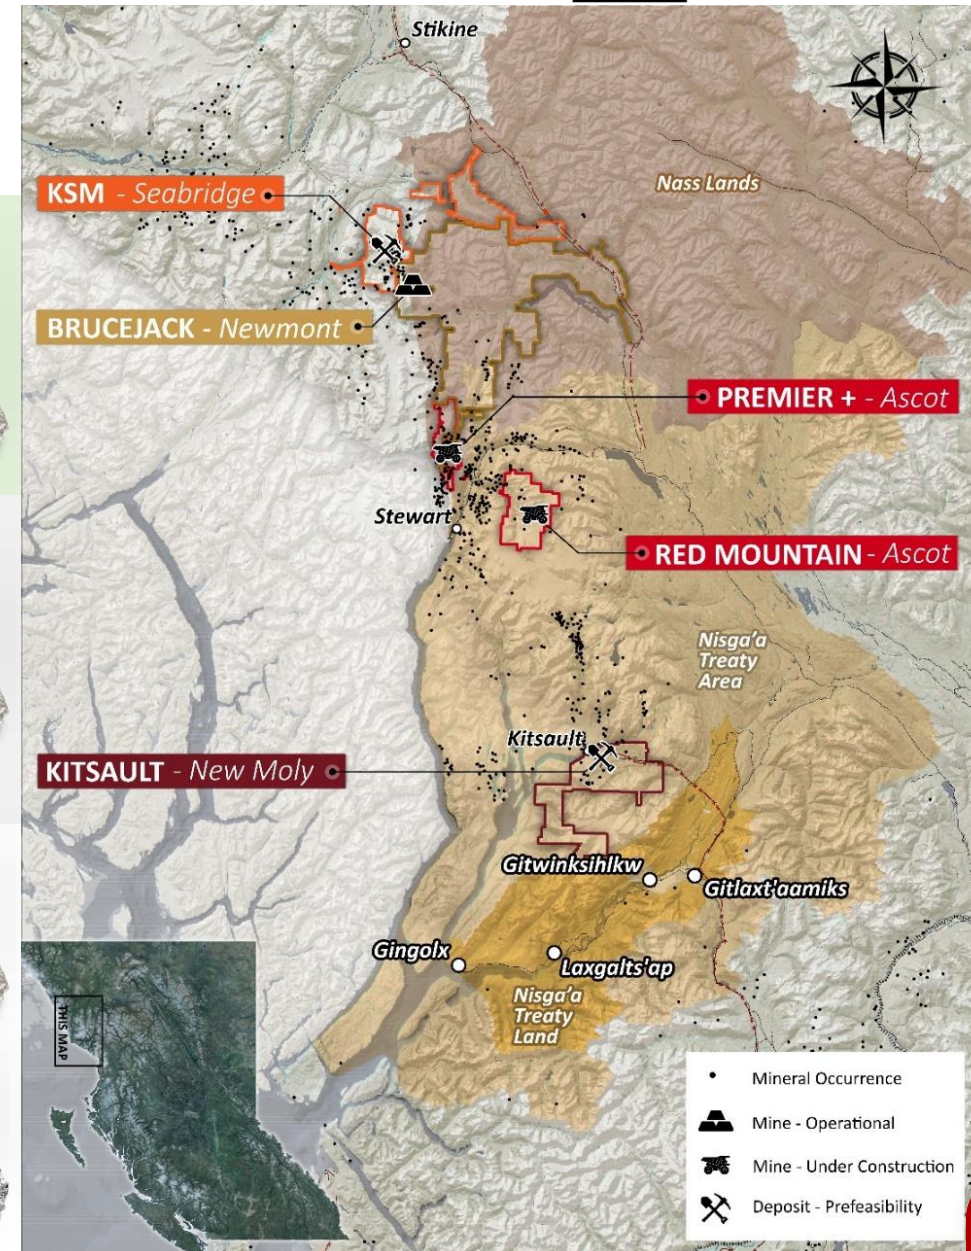 Stikine
Nass Lands
KSM - Seabridge
BRUCEJACK - Newmont
PREMIER + - Ascot
Stewart
RED MOUNTAIN - Ascot
Nisga'a
Treaty
Area
Kitsault
KITSAULT - New Moly
Gitwinksihlkw
Gitlaxt'aamiks
Gingolx
Laxgalts'ap
Nisga'a
Treaty
Land
THIS MAP
Mineral Occurrence
Mine - Operational
Mine - Under Construction
Deposit - Prefeasibility